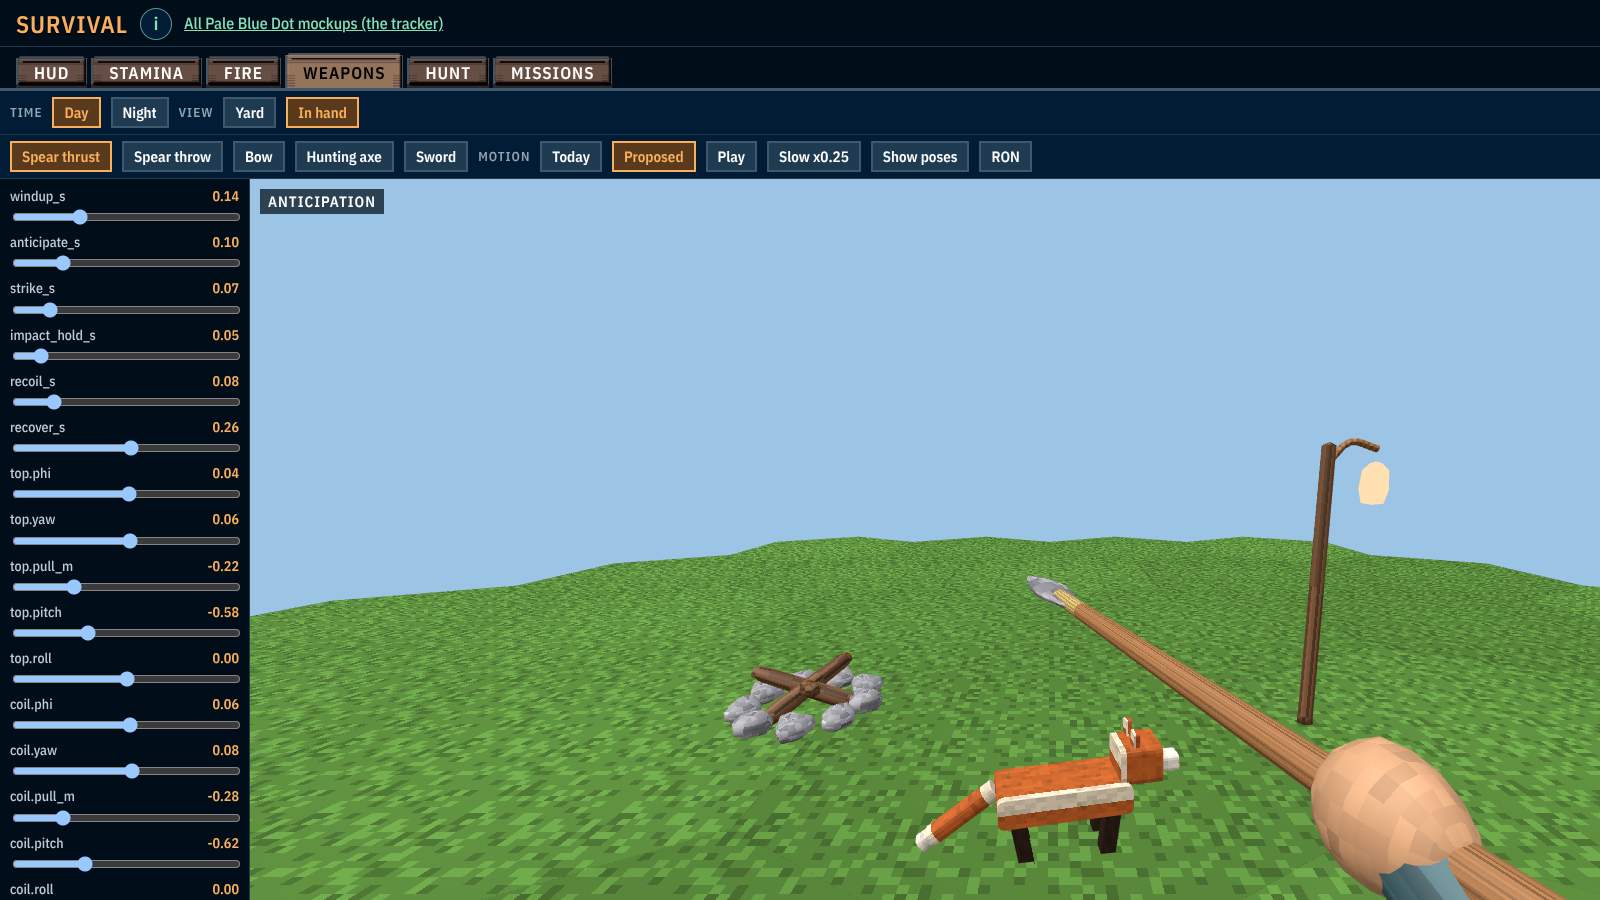 SURVIVAL i All Pale Blue Dot mockups (the tracker)
HUD STAMINA FIRE WEAPONS HUNT MISSIONS
TIME Day Night VIEW Yard In hand
Spear thrust Spear throw Bow Hunting axe Sword MOTION Today Proposed Play Slow x0.25 Show poses RON
windup_s 0.14
ANTICIPATION
anticipate_s 0.10
strike_s 0.07
impact_hold_s 0.05
recoil_s 0.08
recover_s 0.26
top.phi 0.04
top.yaw 0.06
top.pull_m -0.22
top.pitch -0.58
top.roll 0.00
coil.phi 0.06
coil.yaw 0.08
coil.pull_m -0.28
coil.pitch -0.62
coil.roll 0.00